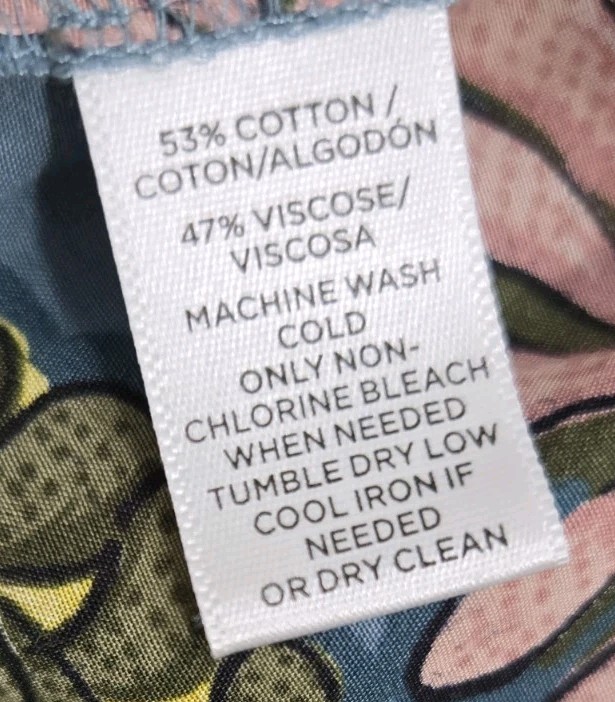 53% COTTON /
COTON/ALGODÓN
47% VISCOSE/
VISCOSA
MACHINE WASH
COLD
ONLY NON-
CHLORINE BLEACH
WHEN NEEDED
TUMBLE DRY LOW
COOL IRON IF
NEEDED
OR DRY CLEAN